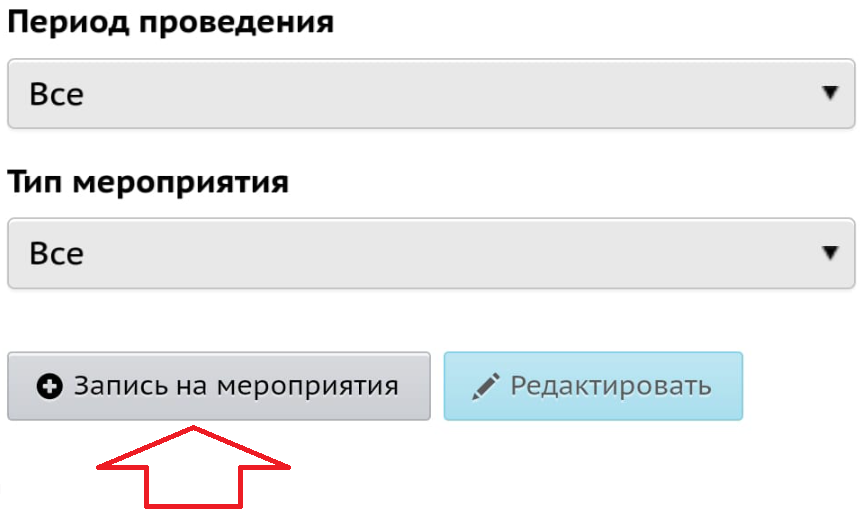 Период проведения
Все
Тип мероприятия
Все
Запись на мероприятия
Редактировать